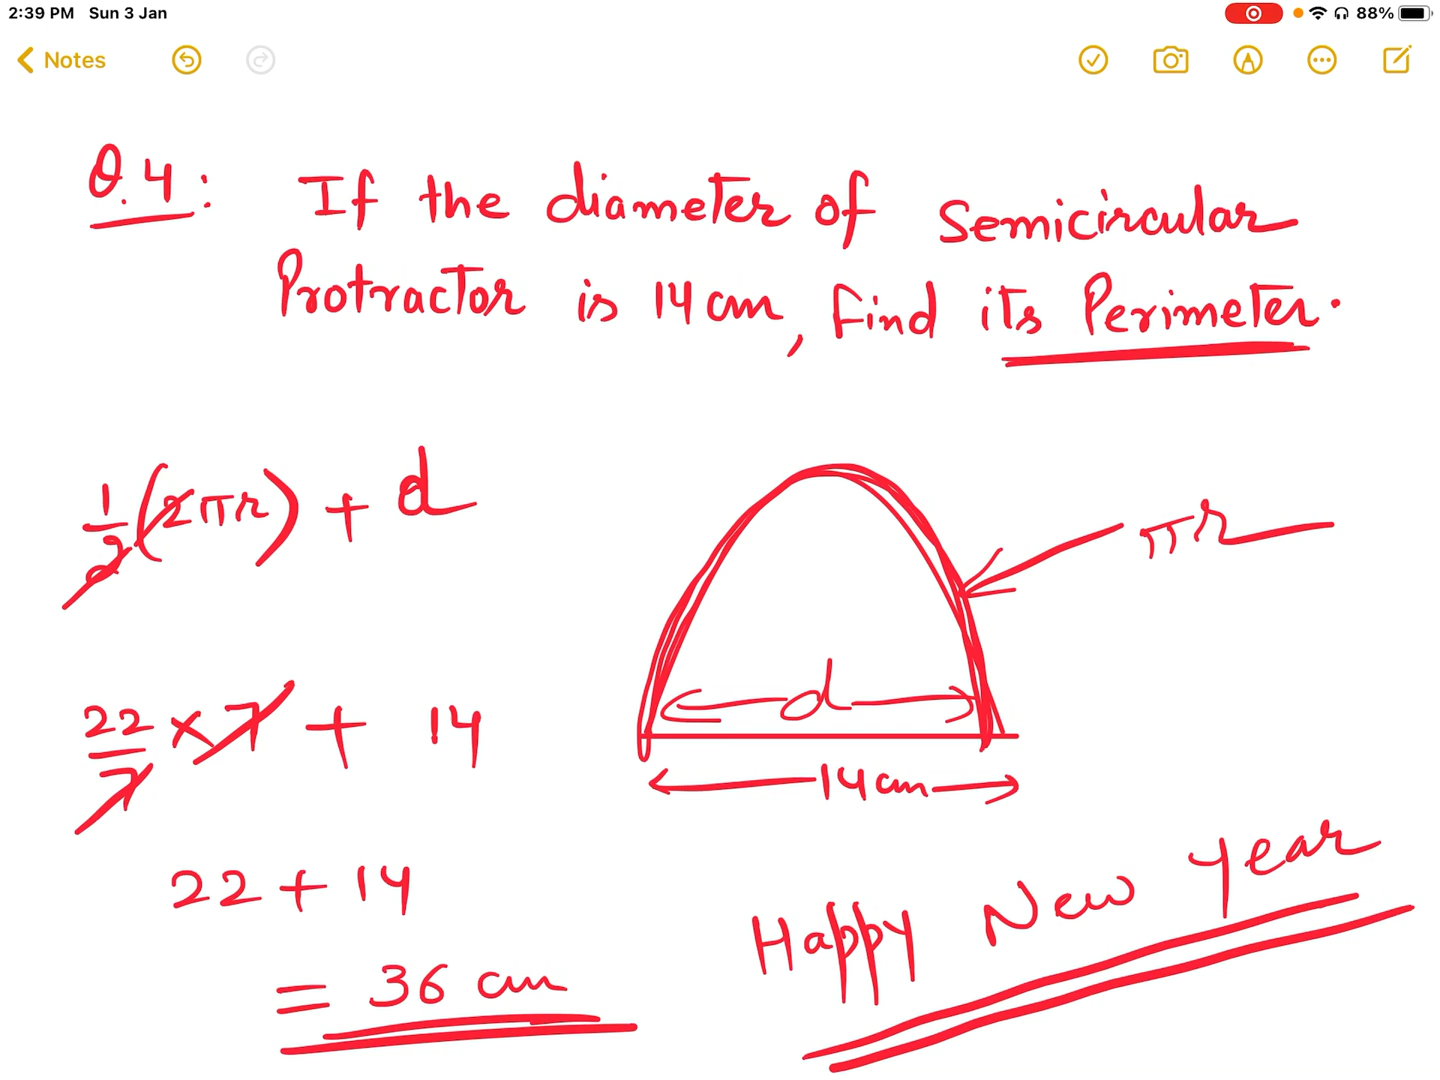 2:39 PM Sun 3 Jan 88%
Notes
Q.4: If the diameter of Semicircular
Protractor is 14 cm, find its Perimeter.
1/2 (2πr) + d
πr
22/7 × 7 + 14
d
14 cm
22 + 14
= 36 cm
Happy New Year